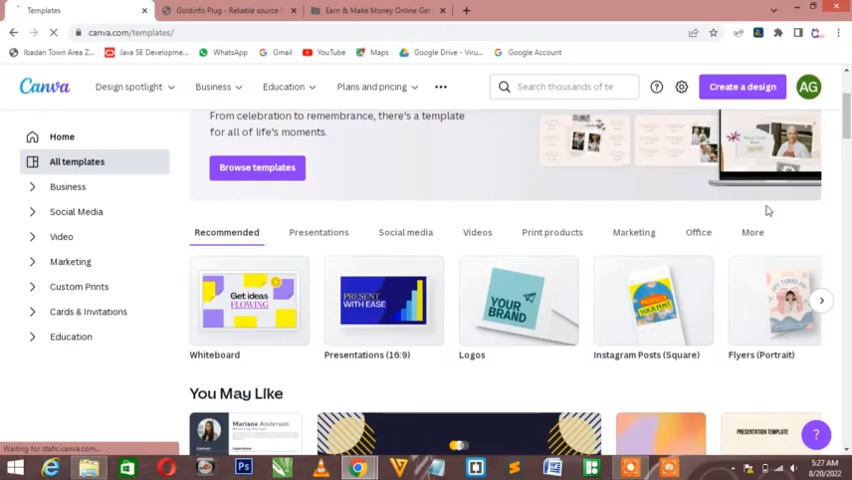 Templates
Goldinfo Plug - Reliable source
Earn & Make Money Online Get
canva.com/templates/
Ibadan Town Area Z...
Java SE Developme...
WhatsApp
Gmail
YouTube
Maps
Google Drive - Viru...
Google Account
Canva
Design spotlight
Business
Education
Plans and pricing
Search thousands of te
Create a design
AG
From celebration to remembrance, there's a template
for all of life's moments.
Browse templates
Home
All templates
Business
Social Media
Video
Marketing
Custom Prints
Cards & Invitations
Education
Recommended
Presentations
Social media
Videos
Print products
Marketing
Office
More
Get ideas
FLOWING
PRESENT
WITH EASE
YOUR
BRAND
PERFECT
YOUR POST
Whiteboard
Presentations (16:9)
Logos
Instagram Posts (Square)
Flyers (Portrait)
You May Like
Mariana Anderson
PRESENTATION TEMPLATE
?
Waiting for static.canva.com...
Ps
5:27 AM
8/20/2022